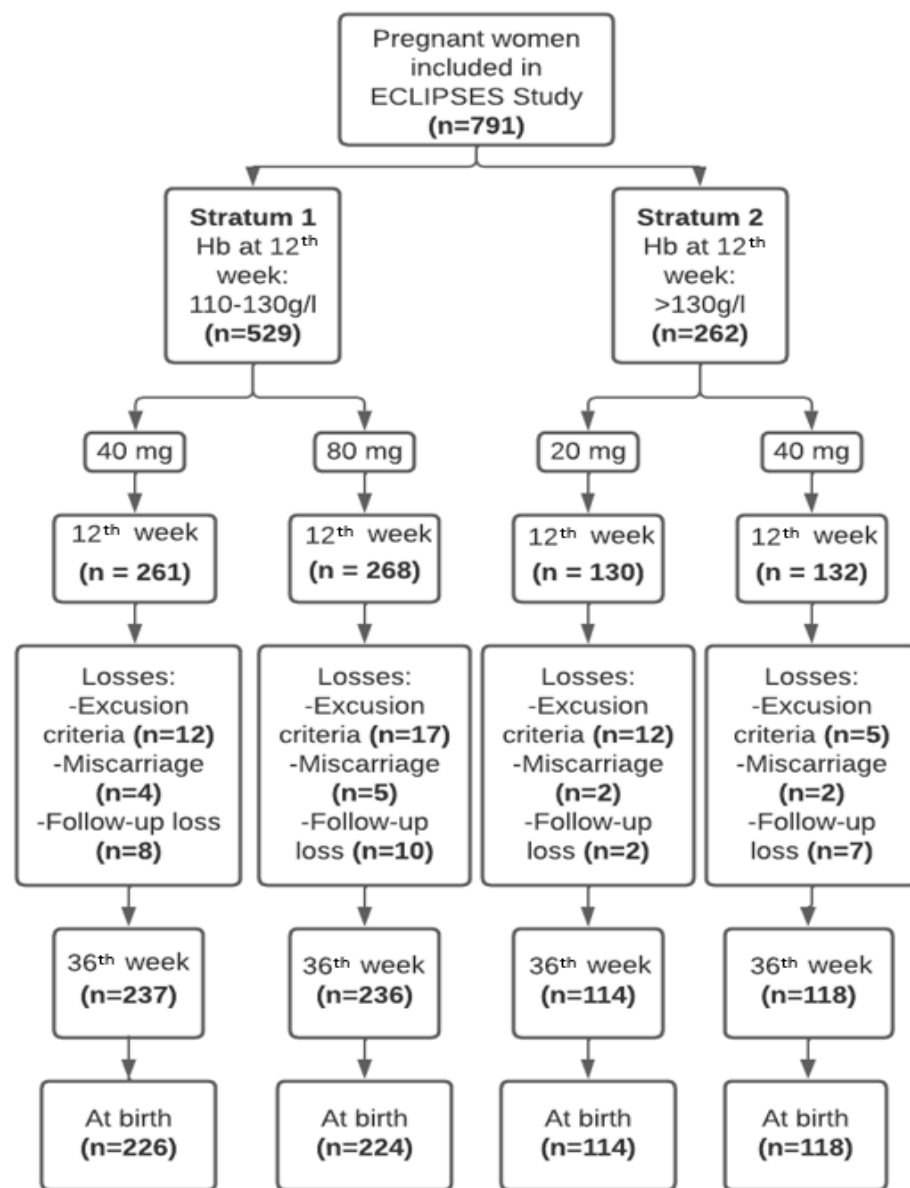 Pregnant women
included in
ECLIPSES Study
(n=791)
Stratum 1
Hb at 12th
week:
110-130g/l
(n=529)
Stratum 2
Hb at 12th
week:
>130g/l
(n=262)
40 mg
80 mg
20 mg
40 mg
12th week
(n = 261)
12th week
(n = 268)
12th week
(n = 130)
12th week
(n = 132)
Losses:
-Excusion
criteria (n=12)
-Miscarriage
(n=4)
-Follow-up loss
(n=8)
Losses:
-Excusion
criteria (n=17)
-Miscarriage
(n=5)
-Follow-up
loss (n=10)
Losses:
-Excusion
criteria (n=12)
-Miscarriage
(n=2)
-Follow-up
loss (n=2)
Losses:
-Excusion
criteria (n=5)
-Miscarriage
(n=2)
-Follow-up
loss (n=7)
36th week
(n=237)
36th week
(n=236)
36th week
(n=114)
36th week
(n=118)
At birth
(n=226)
At birth
(n=224)
At birth
(n=114)
At birth
(n=118)